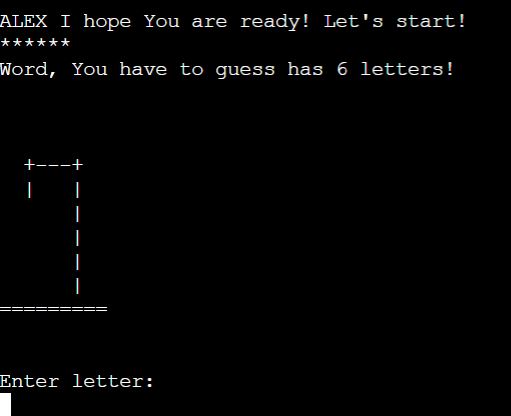 ALEX I hope You are ready! Let's start!
******
Word, You have to guess has 6 letters!
  +---+
  |   |
      |
      |
      |
      |
=========
Enter letter: